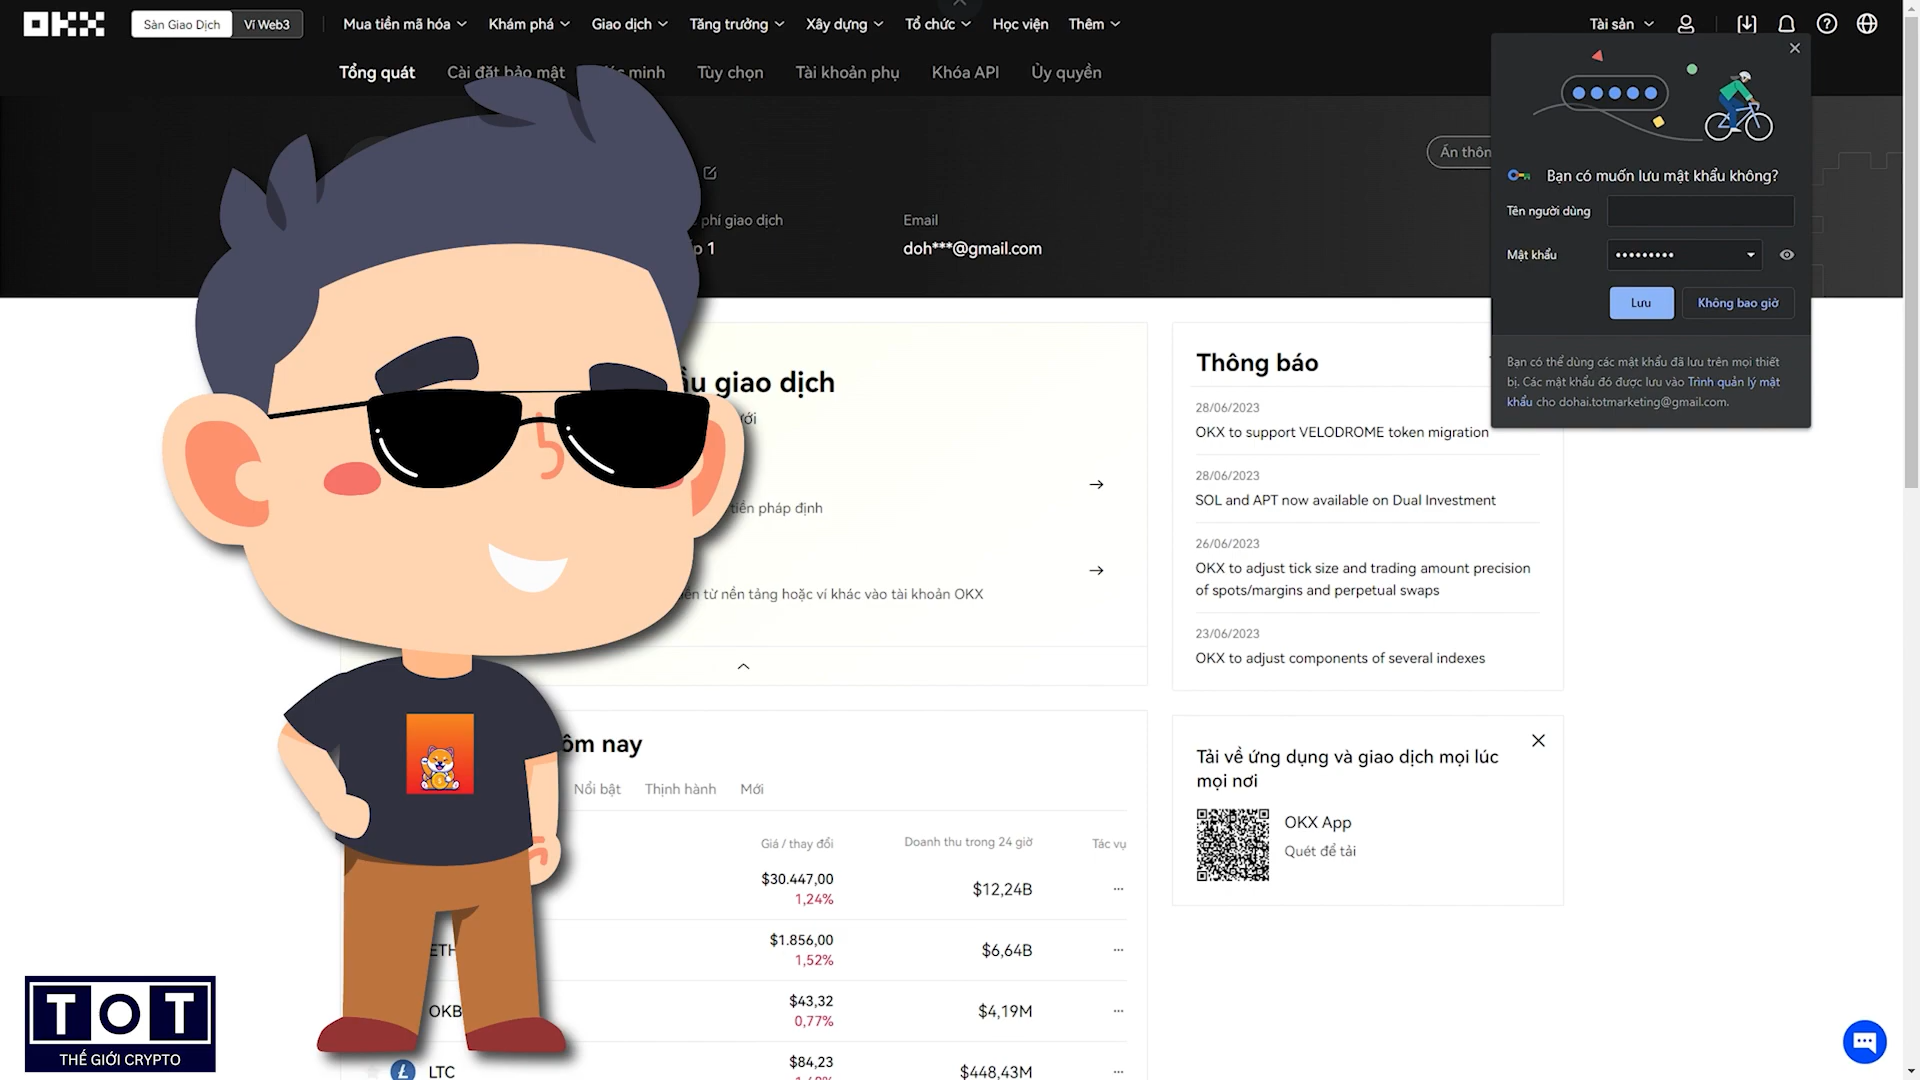 OKX
Sàn Giao Dịch
Ví Web3
Mua tiền mã hóa
Khám phá
Giao dịch
Tăng trưởng
Xây dựng
Tổ chức
Học viện
Thêm
Tài sản
Tổng quát
Cài đặt bảo mật
minh
Tùy chọn
Tài khoản phụ
Khóa API
Ủy quyền
phí giao dịch
1
Email
doh***@gmail.com
Bạn có muốn lưu mật khẩu không?
Tên người dùng
Mật khẩu
•••••••••
Lưu
Không bao giờ
Bạn có thể dùng các mật khẩu đã lưu trên mọi thiết
bị. Các mật khẩu đó được lưu vào Trình quản lý mật
khẩu cho dohai.totmarketing@gmail.com.
giao dịch
tiền pháp định
từ nền tảng hoặc ví khác vào tài khoản OKX
Thông báo
28/06/2023
OKX to support VELODROME token migration
28/06/2023
SOL and APT now available on Dual Investment
26/06/2023
OKX to adjust tick size and trading amount precision
of spots/margins and perpetual swaps
23/06/2023
OKX to adjust components of several indexes
Tải về ứng dụng và giao dịch mọi lúc
mọi nơi
OKX App
Quét để tải
nay
Nổi bật
Thịnh hành
Mới
Giá / thay đổi
Doanh thu trong 24 giờ
Tác vụ
$30.447,00
1,24%
$12,24B
ETH
$1.856,00
1,52%
$6,64B
OKB
$43,32
0,77%
$4,19M
LTC
$84,23
$448,43M
TOT
THẾ GIỚI CRYPTO